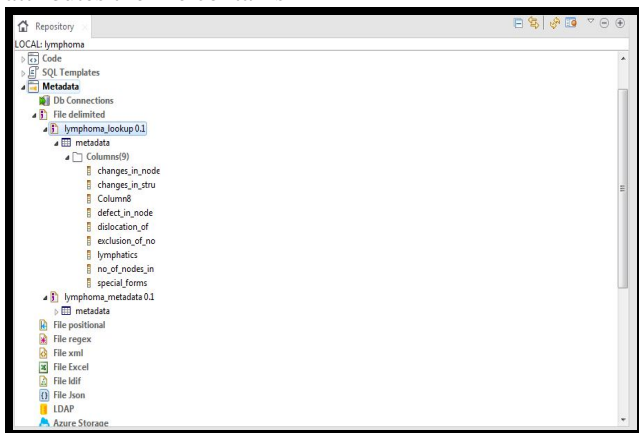 Repository
LOCAL: lymphoma
Code
SQL Templates
Metadata
Db Connections
File delimited
lymphoma_lookup 0.1
metadata
Columns(9)
changes_in_node
changes_in_stru
Column8
defect_in_node
dislocation_of
exclusion_of_no
lymphatics
no_of_nodes_in
special_forms
lymphoma_metadata 0.1
metadata
File positional
File regex
File xml
File Excel
File ldif
File Json
LDAP
Azure Storage